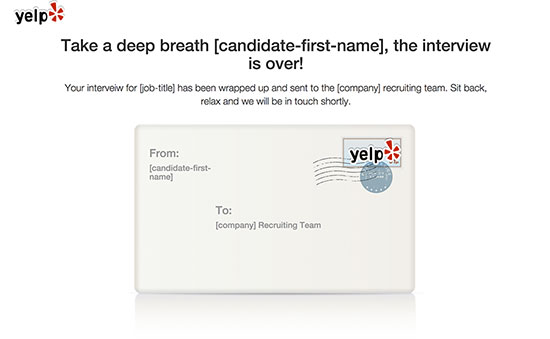 yelp
Take a deep breath [candidate-first-name], the interview
is over!
Your interveiw for [job-title] has been wrapped up and sent to the [company] recruiting team. Sit back,
relax and we will be in touch shortly.
From:
[candidate-first-
name]
yelp
To:
[company] Recruiting Team